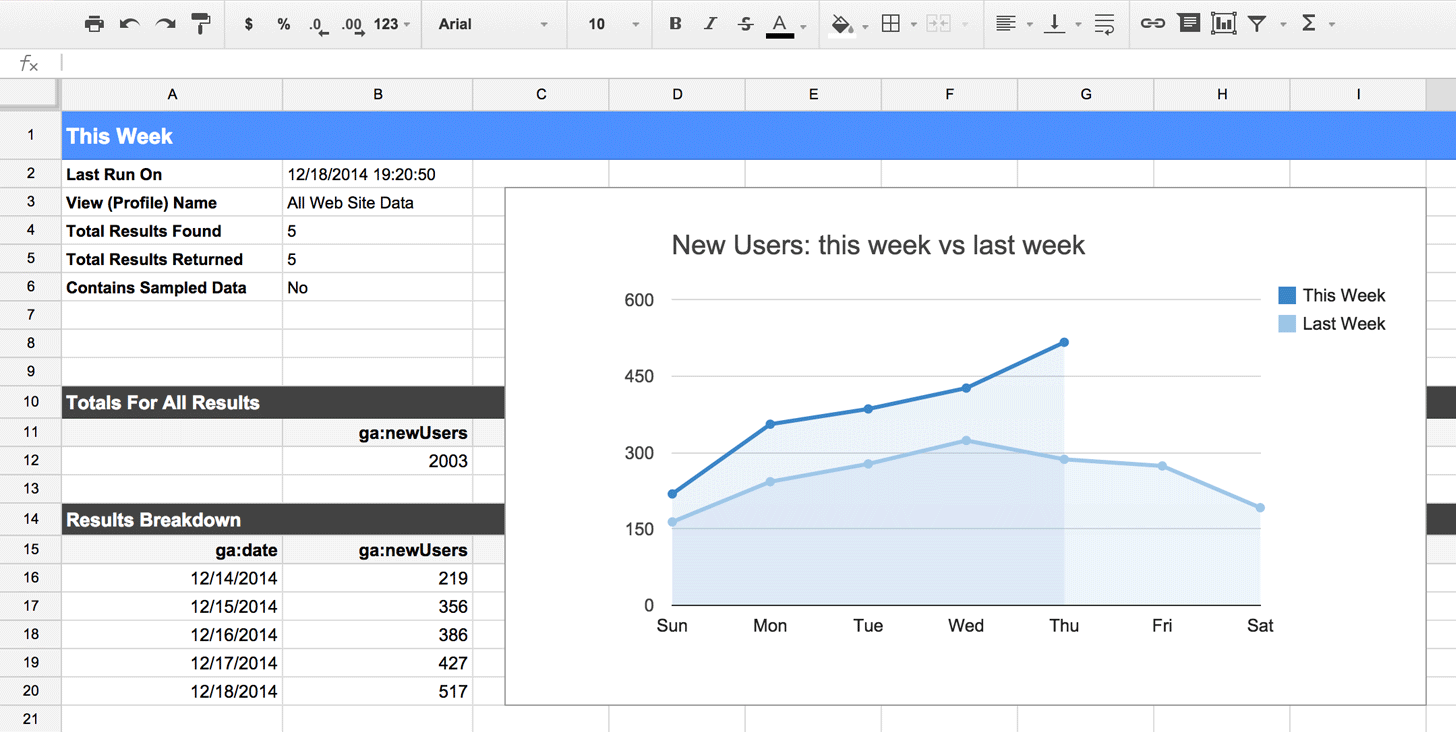 $ % .0 .00 123 Arial 10 B I S A Σ
fx
A B C D E F G H I
1 This Week
2 Last Run On 12/18/2014 19:20:50
3 View (Profile) Name All Web Site Data
4 Total Results Found 5
5 Total Results Returned 5
6 Contains Sampled Data No
7
8
9
10 Totals For All Results
11 ga:newUsers
12 2003
13
14 Results Breakdown
15 ga:date ga:newUsers
16 12/14/2014 219
17 12/15/2014 356
18 12/16/2014 386
19 12/17/2014 427
20 12/18/2014 517
21
New Users: this week vs last week
600
450
300
150
0
Sun Mon Tue Wed Thu Fri Sat
This Week
Last Week